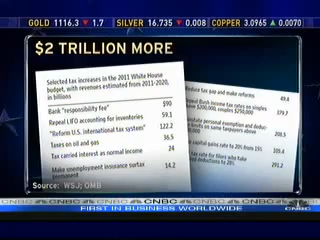 GOLD 1116.3 ▼ 1.7 SILVER 16.735 ▼ 0.008 COPPER 3.0965 ▲ 0.0070
$2 TRILLION MORE
Selected tax increases in the 2011 White House
budget, with revenues estimated from 2011-2020,
in billions
Bank "responsibility fee" $90
Repeal LIFO accounting for inventories 59.1
"Reform U.S. international tax system" 122.2
Taxes on oil and gas 36.5
Tax carried interest as normal income 24
Make unemployment insurance surtax
permanent 14.2
Reduce tax gap and make reforms 49.4
Repeal Bush income tax rates on singles
$200,000, couples $250,000 379.7
personal exemption and
on same taxpayers above 208.5
capital gains rate to 20% from 15% 105.4
tax rate for filers who take
deductions to 28% 291.2
Source: WSJ; OMB
CNBC
FIRST IN BUSINESS WORLDWIDE
CNBC